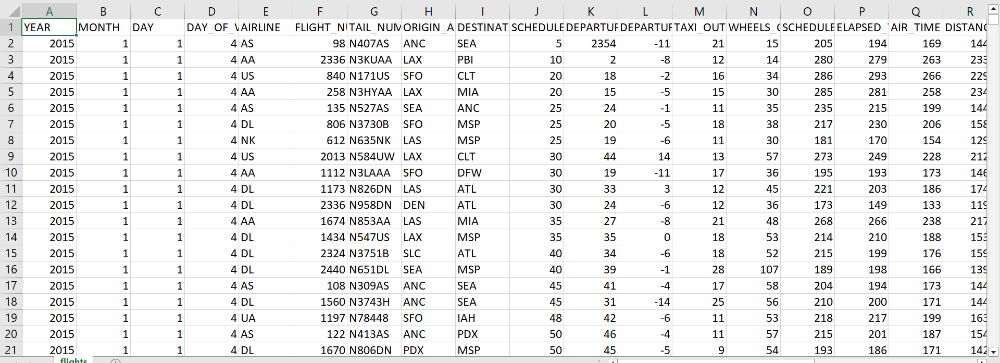 A B C D E F G H I J K L M N O P Q R
1 YEAR MONTH DAY DAY_OF_W AIRLINE FLIGHT_NU TAIL_NUM ORIGIN_A DESTINAT SCHEDULE DEPARTUR DEPARTUR TAXI_OUT WHEELS_O SCHEDULE ELAPSED_T AIR_TIME DISTANC
2 2015 1 1 4 AS 98 N407AS ANC SEA 5 2354 -11 21 15 205 194 169 144
3 2015 1 1 4 AA 2336 N3KUAA LAX PBI 10 2 -8 12 14 280 279 263 233
4 2015 1 1 4 US 840 N171US SFO CLT 20 18 -2 16 34 286 293 266 229
5 2015 1 1 4 AA 258 N3HYAA LAX MIA 20 15 -5 15 30 285 281 258 234
6 2015 1 1 4 AS 135 N527AS SEA ANC 25 24 -1 11 35 235 215 199 144
7 2015 1 1 4 DL 806 N3730B SFO MSP 25 20 -5 18 38 217 230 206 158
8 2015 1 1 4 NK 612 N635NK LAS MSP 25 19 -6 11 30 181 170 154 129
9 2015 1 1 4 US 2013 N584UW LAX CLT 30 44 14 13 57 273 249 228 212
10 2015 1 1 4 AA 1112 N3LAAA SFO DFW 30 19 -11 17 36 195 193 173 146
11 2015 1 1 4 DL 1173 N826DN LAS ATL 30 33 3 12 45 221 203 186 174
12 2015 1 1 4 DL 2336 N958DN DEN ATL 30 24 -6 12 36 173 149 133 119
13 2015 1 1 4 AA 1674 N853AA LAS MIA 35 27 -8 21 48 268 266 238 217
14 2015 1 1 4 DL 1434 N547US LAX MSP 35 35 0 18 53 214 210 188 153
15 2015 1 1 4 DL 2324 N3751B SLC ATL 40 34 -6 18 52 215 199 176 159
16 2015 1 1 4 DL 2440 N651DL SEA MSP 40 39 -1 28 107 189 198 166 139
17 2015 1 1 4 AS 108 N309AS ANC SEA 45 41 -4 17 58 204 194 173 144
18 2015 1 1 4 DL 1560 N3743H ANC SEA 45 31 -14 25 56 210 200 171 144
19 2015 1 1 4 UA 1197 N78448 SFO IAH 48 42 -6 11 53 218 217 199 163
20 2015 1 1 4 AS 122 N413AS ANC PDX 50 46 -4 11 57 215 201 187 154
21 2015 1 1 4 DL 1670 N806DN PDX MSP 50 45 -5 9 54 193 186 171 142
flights